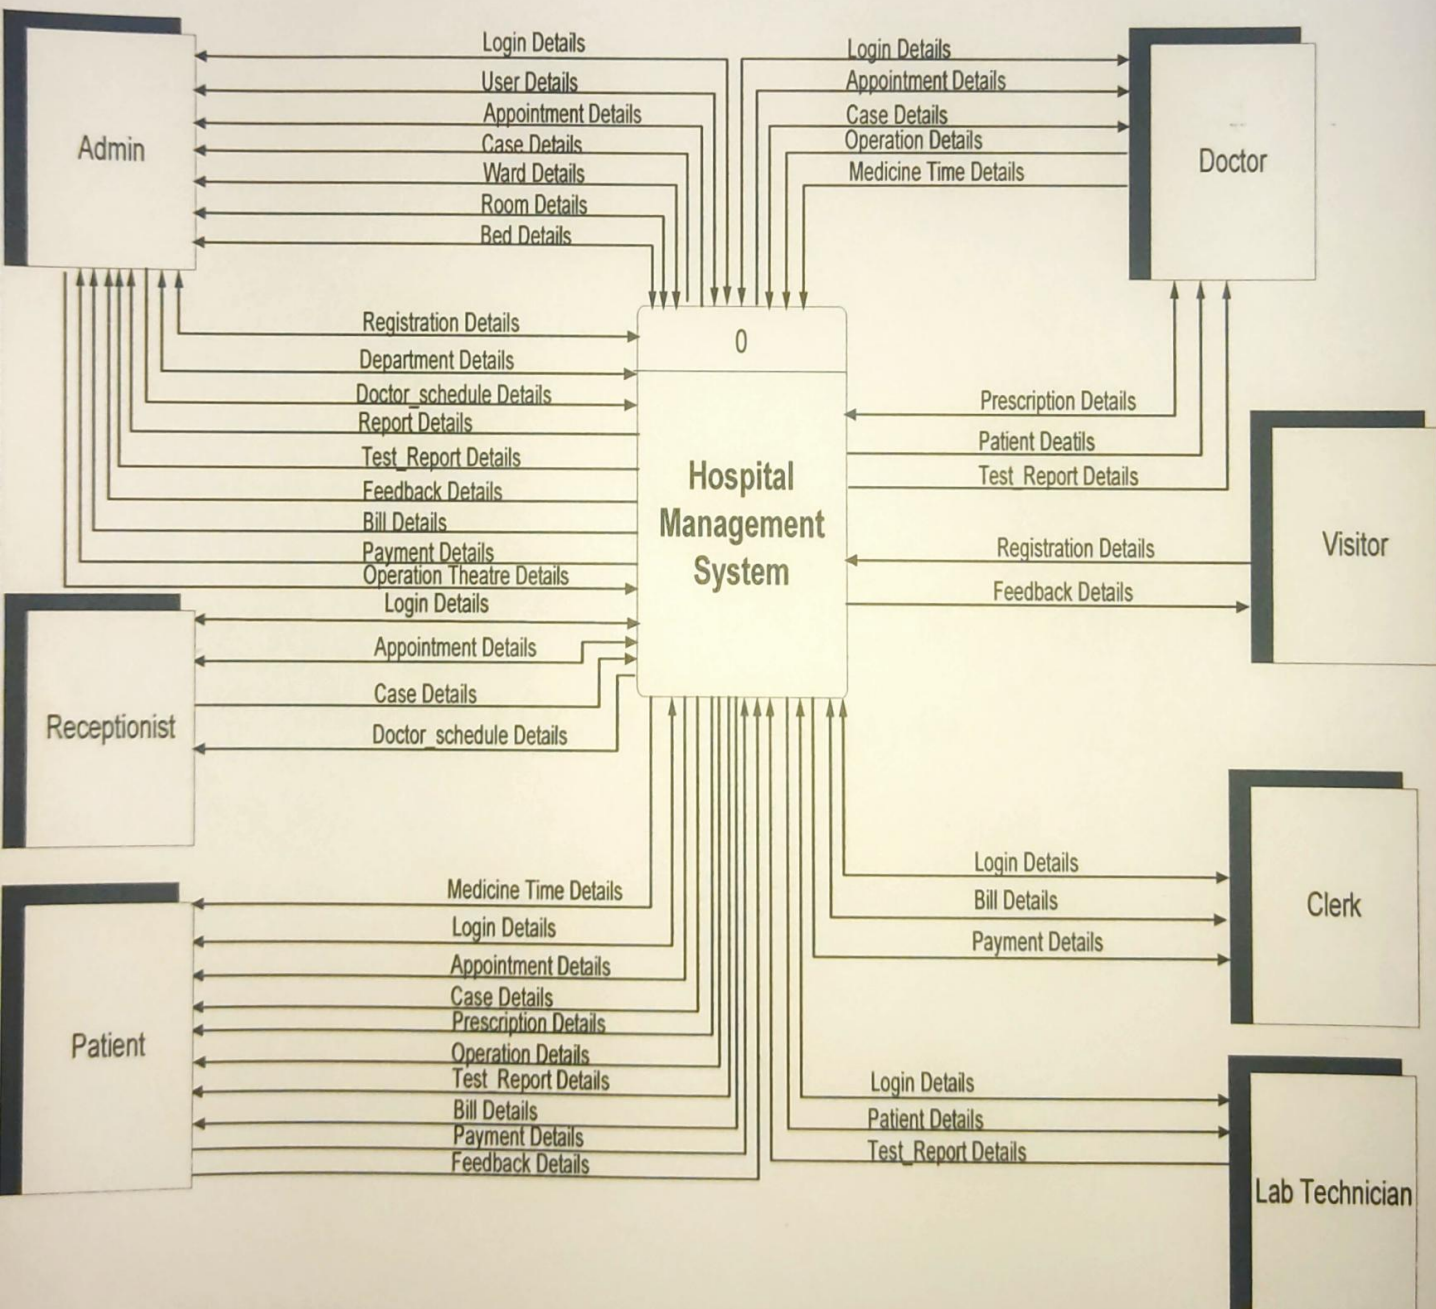 Login Details
User Details
Appointment Details
Case Details
Ward Details
Room Details
Bed Details
Admin
Login Details
Appointment Details
Case Details
Operation Details
Medicine Time Details
Doctor
Registration Details
Department Details
Doctor_schedule Details
Report Details
Test_Report Details
Feedback Details
Bill Details
Payment Details
Operation Theatre Details
0
Hospital
Management
System
Prescription Details
Patient Deatils
Test_Report Details
Registration Details
Feedback Details
Visitor
Login Details
Appointment Details
Case Details
Doctor_schedule Details
Receptionist
Medicine Time Details
Login Details
Appointment Details
Case Details
Prescription Details
Operation Details
Test_Report Details
Bill Details
Payment Details
Feedback Details
Patient
Login Details
Bill Details
Payment Details
Clerk
Login Details
Patient Details
Test_Report Details
Lab Technician